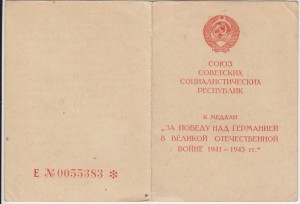 СОЮЗ
СОВЕТСКИХ
СОЦИАЛИСТИЧЕСКИХ
РЕСПУБЛИК
К МЕДАЛИ
„ЗА ПОБЕДУ НАД ГЕРМАНИЕЙ
В ВЕЛИКОЙ ОТЕЧЕСТВЕННОЙ
ВОЙНЕ 1941—1945 гг.“
Е № 0055383 *